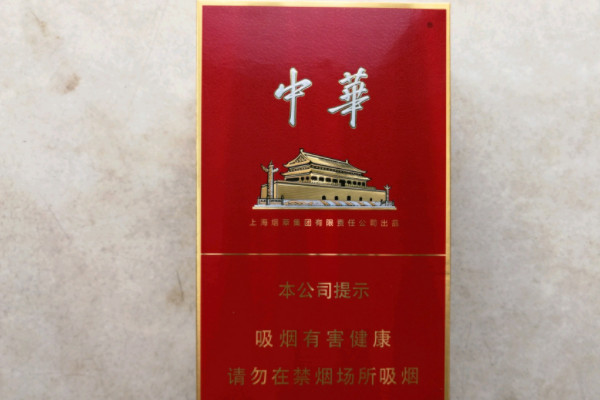 中華
上海烟草集团有限责任公司出品
本公司提示
吸烟有害健康
请勿在禁烟场所吸烟